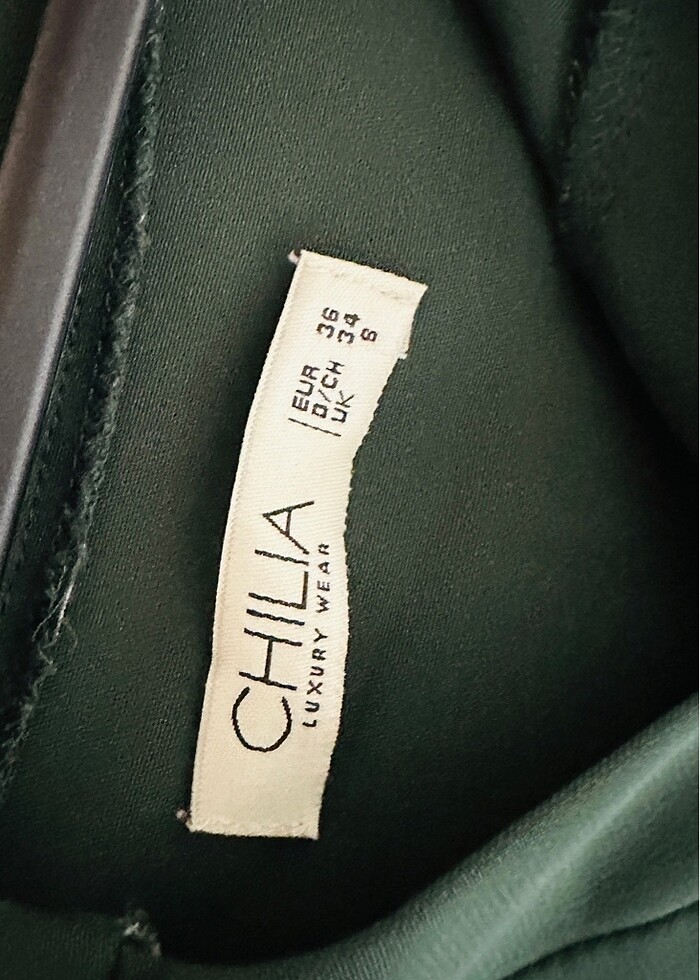 CHILIA
LUXURY WEAR
EUR 36
D/CH 34
UK 8